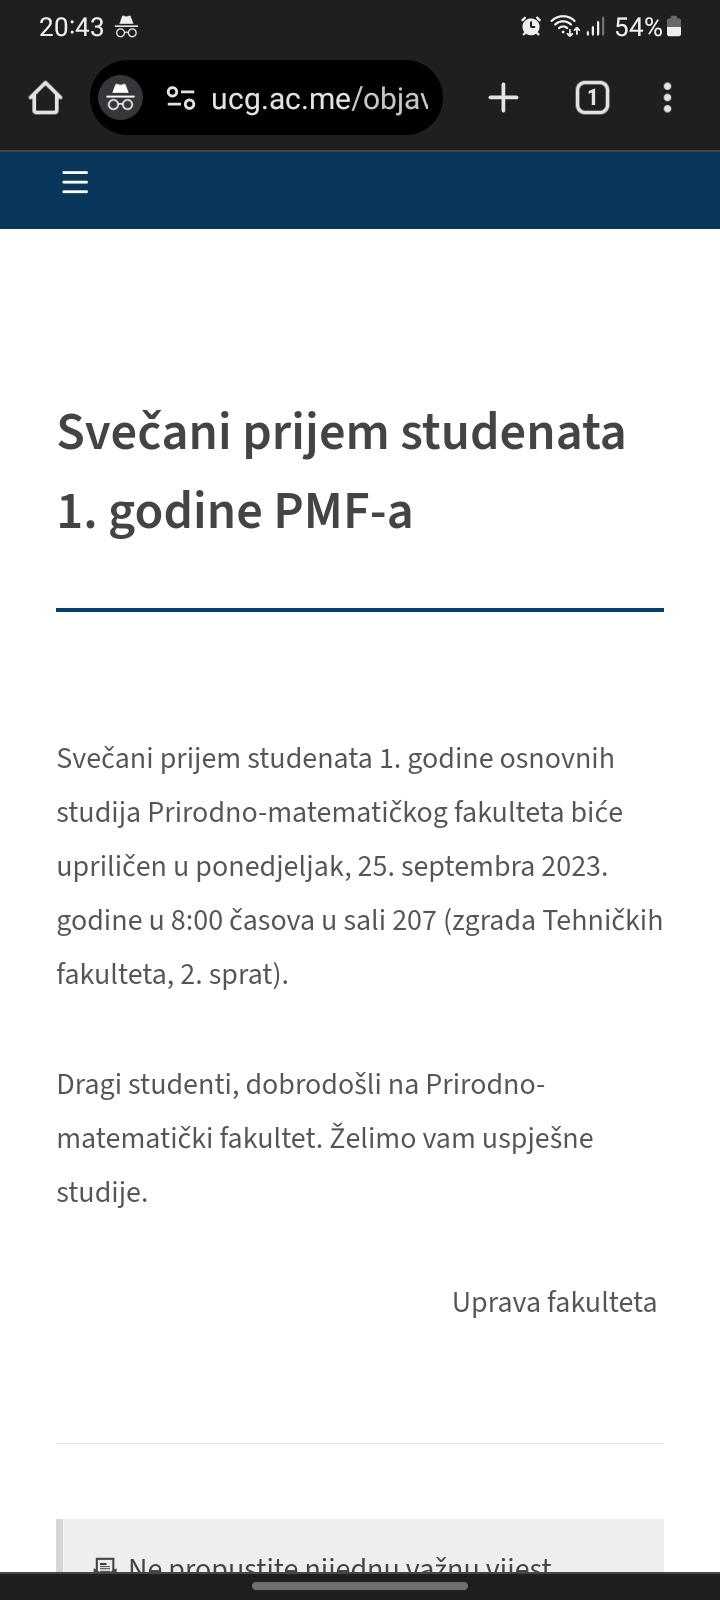 20:43
54%
ucg.ac.me/objav
1
Svečani prijem studenata
1. godine PMF-a
Svečani prijem studenata 1. godine osnovnih
studija Prirodno-matematičkog fakulteta biće
upriličen u ponedjeljak, 25. septembra 2023.
godine u 8:00 časova u sali 207 (zgrada Tehničkih
fakulteta, 2. sprat).
Dragi studenti, dobrodošli na Prirodno-
matematički fakultet. Želimo vam uspješne
studije.
Uprava fakulteta
Ne propustite nijednu važnu vijest